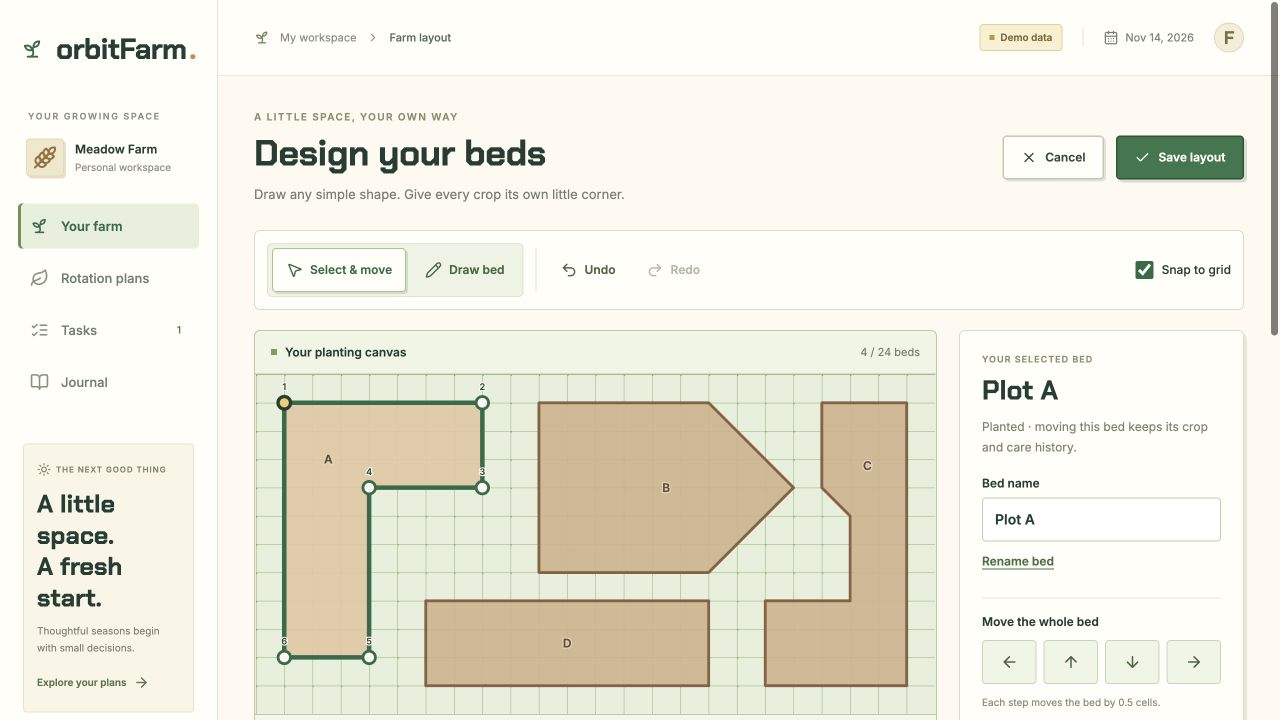 orbitFarm.
YOUR GROWING SPACE
Meadow Farm
Personal workspace
Your farm
Rotation plans
Tasks
1
Journal
THE NEXT GOOD THING
A little
space.
A fresh
start.
Thoughtful seasons begin
with small decisions.
Explore your plans
My workspace
Farm layout
Demo data
Nov 14, 2026
F
A LITTLE SPACE, YOUR OWN WAY
Design your beds
Draw any simple shape. Give every crop its own little corner.
Cancel
Save layout
Select & move
Draw bed
Undo
Redo
Snap to grid
Your planting canvas
4 / 24 beds
1
2
A
4
3
6
5
B
C
D
YOUR SELECTED BED
Plot A
Planted · moving this bed keeps its crop
and care history.
Bed name
Plot A
Rename bed
Move the whole bed
Each step moves the bed by 0.5 cells.